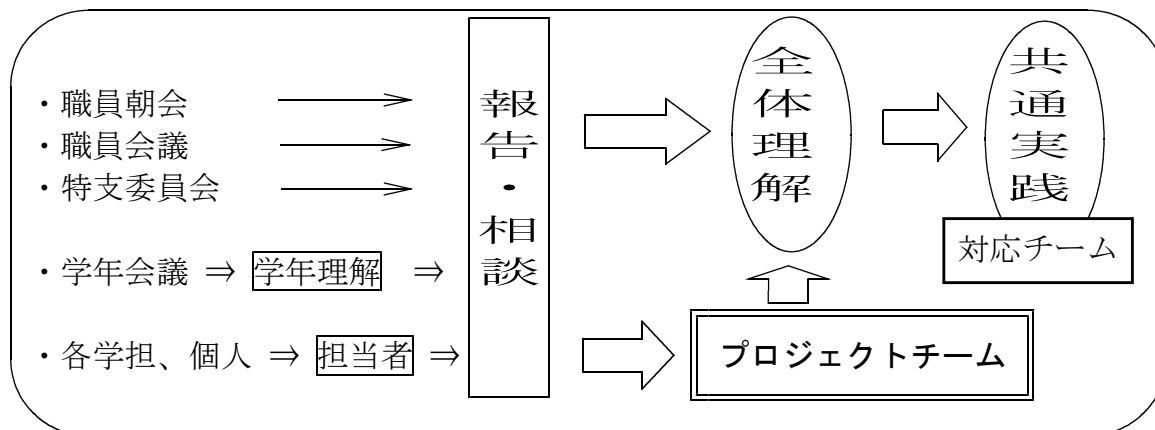 ・職員朝会
・職員会議
・特支委員会
・学年会議 ⇒ 学年理解 ⇒
・各学担、個人 ⇒ 担当者 ⇒
報告・相談
全体理解
共通実践
対応チーム
プロジェクトチーム